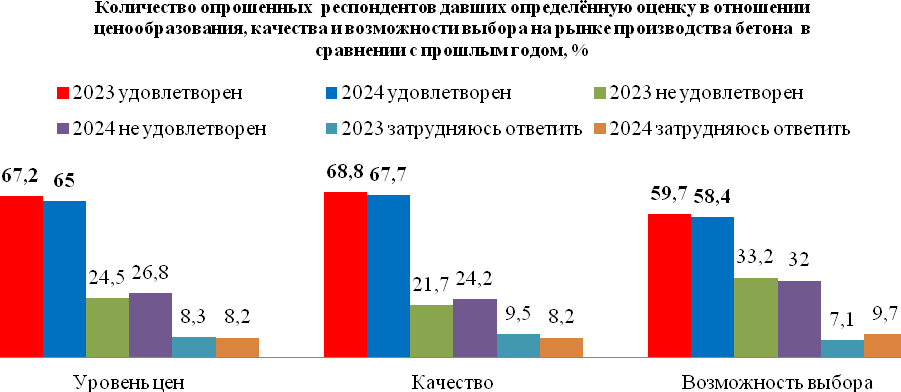 Количество опрошенных респондентов давших определённую оценку в отношении
ценообразования, качества и возможности выбора на рынке производства бетона в
сравнении с прошлым годом, %
2023 удовлетворен
2024 удовлетворен
2023 не удовлетворен
2024 не удовлетворен
2023 затрудняюсь ответить
2024 затрудняюсь ответить
67,2
65
24,5
26,8
8,3
8,2
68,8
67,7
21,7
24,2
9,5
8,2
59,7
58,4
33,2
32
7,1
9,7
Уровень цен
Качество
Возможность выбора